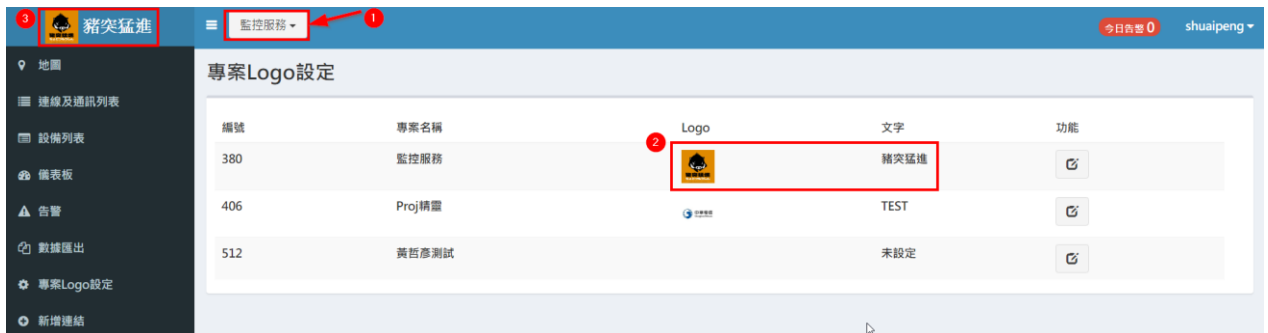 3 豬突猛進 監控服務 1 今日告警 0 shuaipeng
地圖
專案Logo設定
連線及通訊列表
設備列表
儀表板
告警
數據匯出
專案Logo設定
新增連結
編號 專案名稱 Logo 文字 功能
2
380 監控服務 豬突猛進
406 Proj精靈 中華電信 TEST
512 黃哲彥測試 未設定